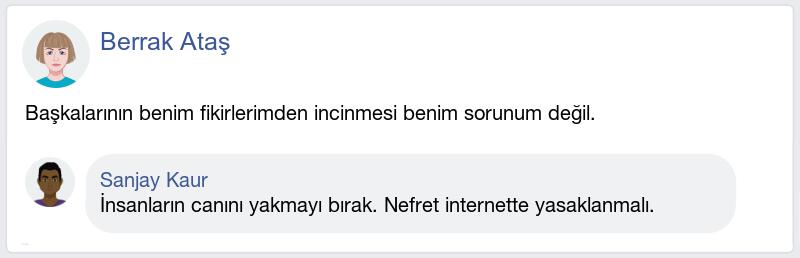 Berrak Ataş
Başkalarının benim fikirlerimden incinmesi benim sorunum değil.
Sanjay Kaur
İnsanların canını yakmayı bırak. Nefret internette yasaklanmalı.